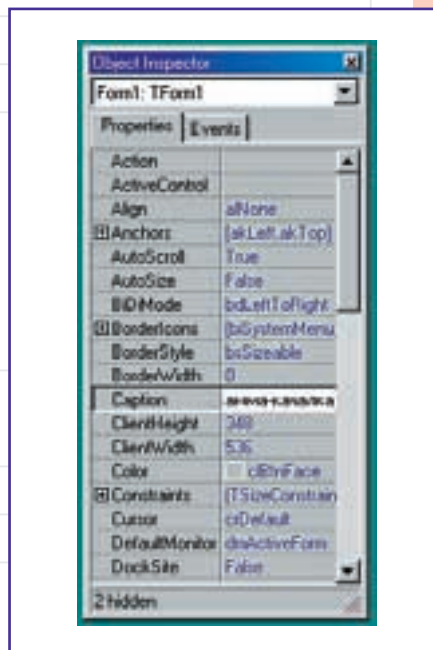 Object Inspector
Form1: TForm1
Properties Events
Action
ActiveControl
Align alNone
Anchors [akLeft,akTop]
AutoScroll True
AutoSize False
BiDiMode bdLeftToRight
BorderIcons [biSystemMenu
BorderStyle bsSizeable
BorderWidth 0
Caption
ClientHeight 348
ClientWidth 536
Color clBtnFace
Constraints (TSizeConstrain
Cursor crDefault
DefaultMonitor dmActiveForm
DockSite False
2 hidden